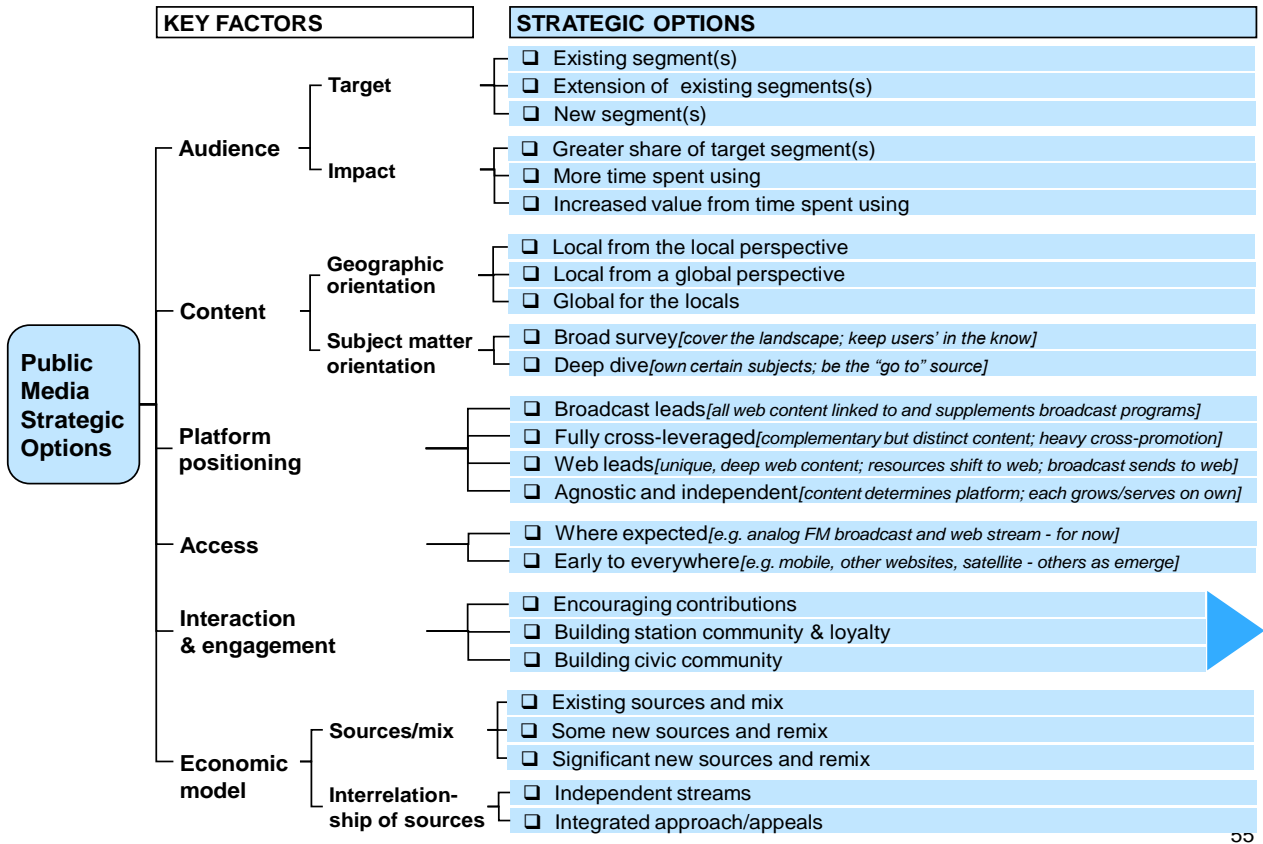 KEY FACTORS
STRATEGIC OPTIONS
Public
Media
Strategic
Options
Audience
Target
❑ Existing segment(s)
❑ Extension of existing segments(s)
❑ New segment(s)
Impact
❑ Greater share of target segment(s)
❑ More time spent using
❑ Increased value from time spent using
Content
Geographic
orientation
❑ Local from the local perspective
❑ Local from a global perspective
❑ Global for the locals
Subject matter
orientation
❑ Broad survey[cover the landscape; keep users' in the know]
❑ Deep dive[own certain subjects; be the “go to” source]
Platform
positioning
❑ Broadcast leads[all web content linked to and supplements broadcast programs]
❑ Fully cross-leveraged[complementary but distinct content; heavy cross-promotion]
❑ Web leads[unique, deep web content; resources shift to web; broadcast sends to web]
❑ Agnostic and independent[content determines platform; each grows/serves on own]
Access
❑ Where expected[e.g. analog FM broadcast and web stream - for now]
❑ Early to everywhere[e.g. mobile, other websites, satellite - others as emerge]
Interaction
& engagement
❑ Encouraging contributions
❑ Building station community & loyalty
❑ Building civic community
Economic
model
Sources/mix
❑ Existing sources and mix
❑ Some new sources and remix
❑ Significant new sources and remix
Interrelation-
ship of sources
❑ Independent streams
❑ Integrated approach/appeals
55